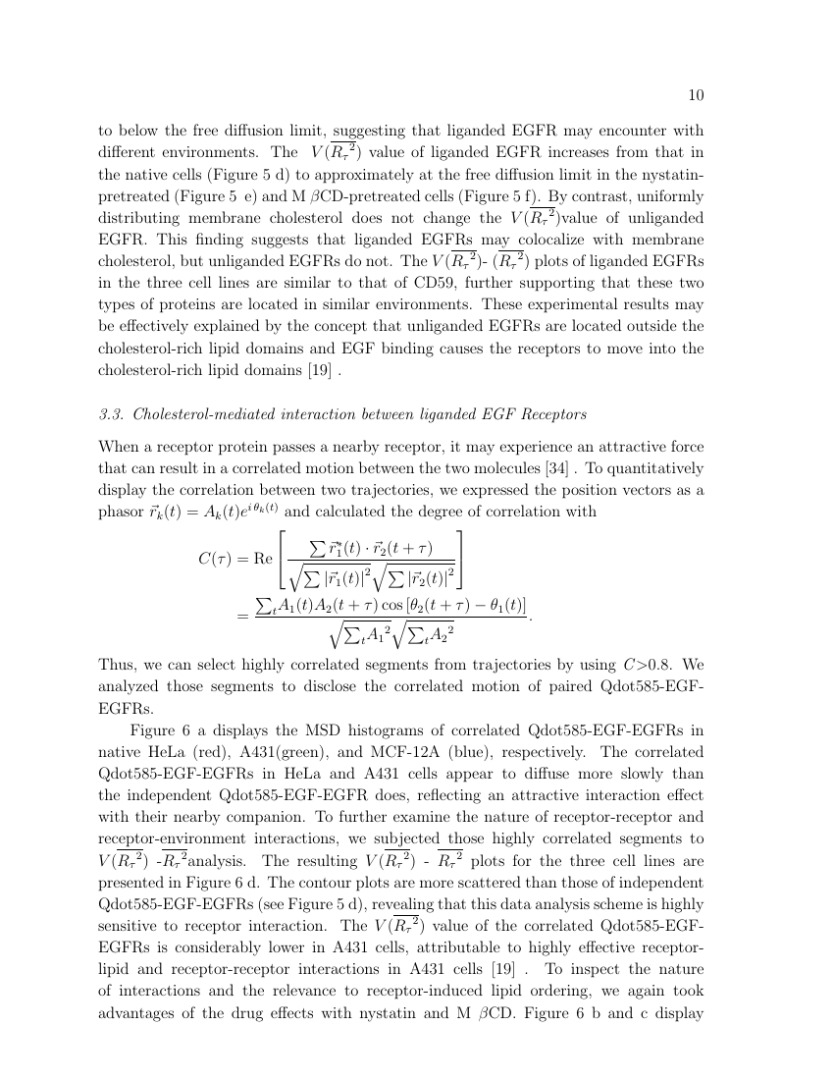 10
to below the free diffusion limit, suggesting that liganded EGFR may encounter with
different environments. The $V(\overline{R_\tau{}^2})$ value of liganded EGFR increases from that in
the native cells (Figure 5 d) to approximately at the free diffusion limit in the nystatin-
pretreated (Figure 5 e) and M βCD-pretreated cells (Figure 5 f). By contrast, uniformly
distributing membrane cholesterol does not change the $V(\overline{R_\tau{}^2})$value of unliganded
EGFR. This finding suggests that liganded EGFRs may colocalize with membrane
cholesterol, but unliganded EGFRs do not. The $V(\overline{R_\tau{}^2})$- $(\overline{R_\tau{}^2})$ plots of liganded EGFRs
in the three cell lines are similar to that of CD59, further supporting that these two
types of proteins are located in similar environments. These experimental results may
be effectively explained by the concept that unliganded EGFRs are located outside the
cholesterol-rich lipid domains and EGF binding causes the receptors to move into the
cholesterol-rich lipid domains [19] .
3.3. Cholesterol-mediated interaction between liganded EGF Receptors
When a receptor protein passes a nearby receptor, it may experience an attractive force
that can result in a correlated motion between the two molecules [34] . To quantitatively
display the correlation between two trajectories, we expressed the position vectors as a
phasor $\vec{r}_k(t) = A_k(t)e^{i\,\theta_k(t)}$ and calculated the degree of correlation with
$C(\tau) = \mathrm{Re}\left[\frac{\sum \vec{r}_1^*(t)\cdot\vec{r}_2(t+\tau)}{\sqrt{\sum|\vec{r}_1(t)|^2}\sqrt{\sum|\vec{r}_2(t)|^2}}\right]$
$= \frac{\sum_t A_1(t)A_2(t+\tau)\cos[\theta_2(t+\tau)-\theta_1(t)]}{\sqrt{\sum_t A_1{}^2}\sqrt{\sum_t A_2{}^2}}.$
Thus, we can select highly correlated segments from trajectories by using C>0.8. We
analyzed those segments to disclose the correlated motion of paired Qdot585-EGF-
EGFRs.
Figure 6 a displays the MSD histograms of correlated Qdot585-EGF-EGFRs in
native HeLa (red), A431(green), and MCF-12A (blue), respectively. The correlated
Qdot585-EGF-EGFRs in HeLa and A431 cells appear to diffuse more slowly than
the independent Qdot585-EGF-EGFR does, reflecting an attractive interaction effect
with their nearby companion. To further examine the nature of receptor-receptor and
receptor-environment interactions, we subjected those highly correlated segments to
$V(\overline{R_\tau{}^2})$ -$\overline{R_\tau{}^2}$analysis. The resulting $V(\overline{R_\tau{}^2})$ - $\overline{R_\tau{}^2}$ plots for the three cell lines are
presented in Figure 6 d. The contour plots are more scattered than those of independent
Qdot585-EGF-EGFRs (see Figure 5 d), revealing that this data analysis scheme is highly
sensitive to receptor interaction. The $V(\overline{R_\tau{}^2})$ value of the correlated Qdot585-EGF-
EGFRs is considerably lower in A431 cells, attributable to highly effective receptor-
lipid and receptor-receptor interactions in A431 cells [19] . To inspect the nature
of interactions and the relevance to receptor-induced lipid ordering, we again took
advantages of the drug effects with nystatin and M βCD. Figure 6 b and c display